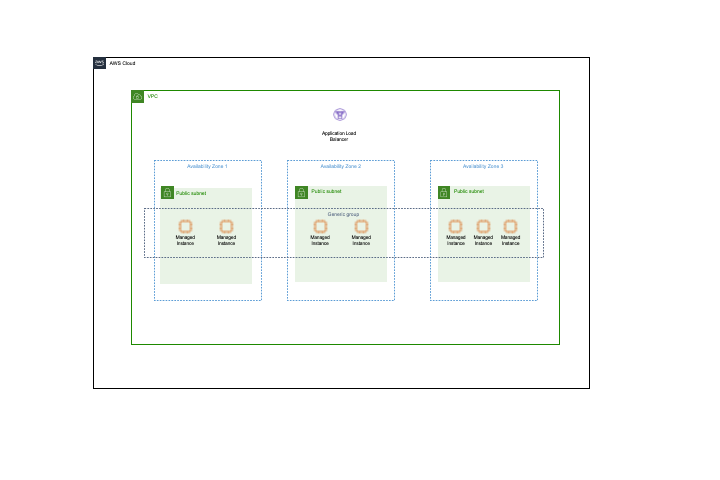 aws
AWS Cloud
VPC
Application Load
Balancer
Availability Zone 1
Availability Zone 2
Availability Zone 3
Public subnet
Public subnet
Public subnet
Generic group
Managed
Instance
Managed
Instance
Managed
Instance
Managed
Instance
Managed
Instance
Managed
Instance
Managed
Instance